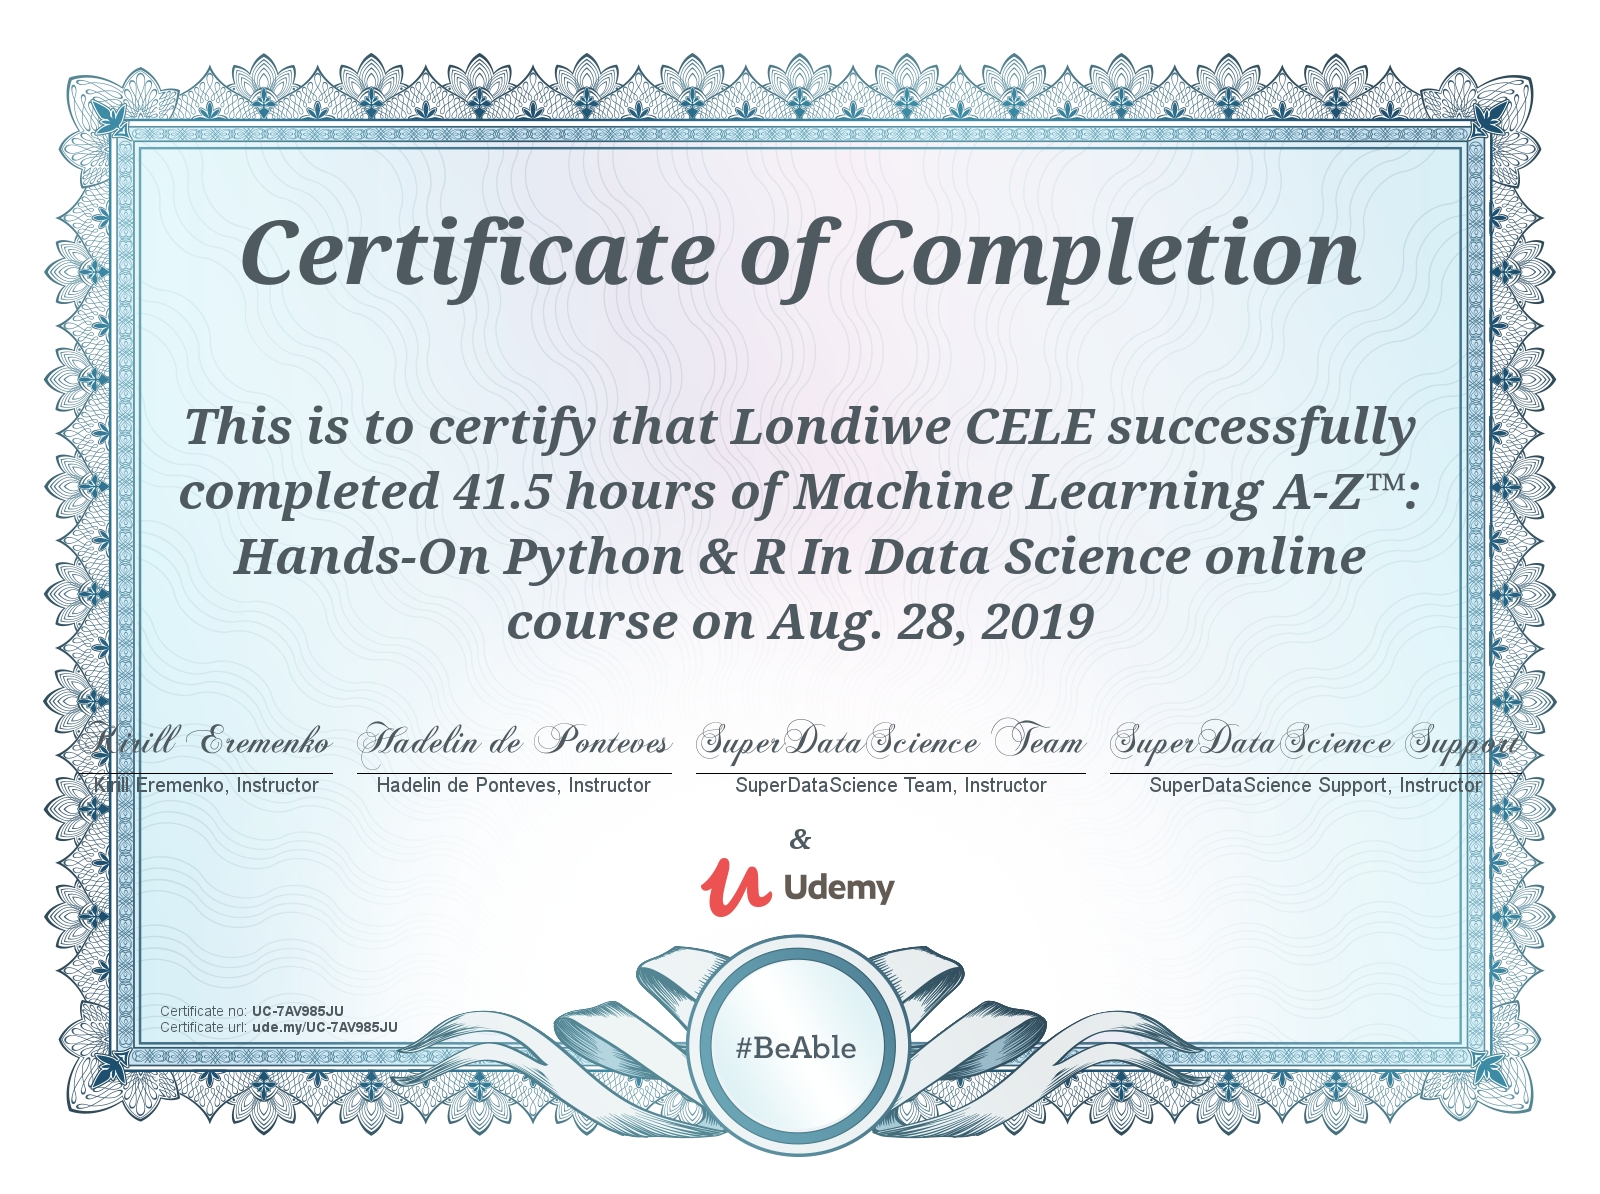 Certificate of Completion
This is to certify that Londiwe CELE successfully
completed 41.5 hours of Machine Learning A-Z™:
Hands-On Python & R In Data Science online
course on Aug. 28, 2019
Kirill Eremenko Hadelin de Ponteves SuperDataScience Team SuperDataScience Support
Kirill Eremenko, Instructor Hadelin de Ponteves, Instructor SuperDataScience Team, Instructor SuperDataScience Support, Instructor
&
Udemy
Certificate no: UC-7AV985JU
Certificate url: ude.my/UC-7AV985JU
#BeAble